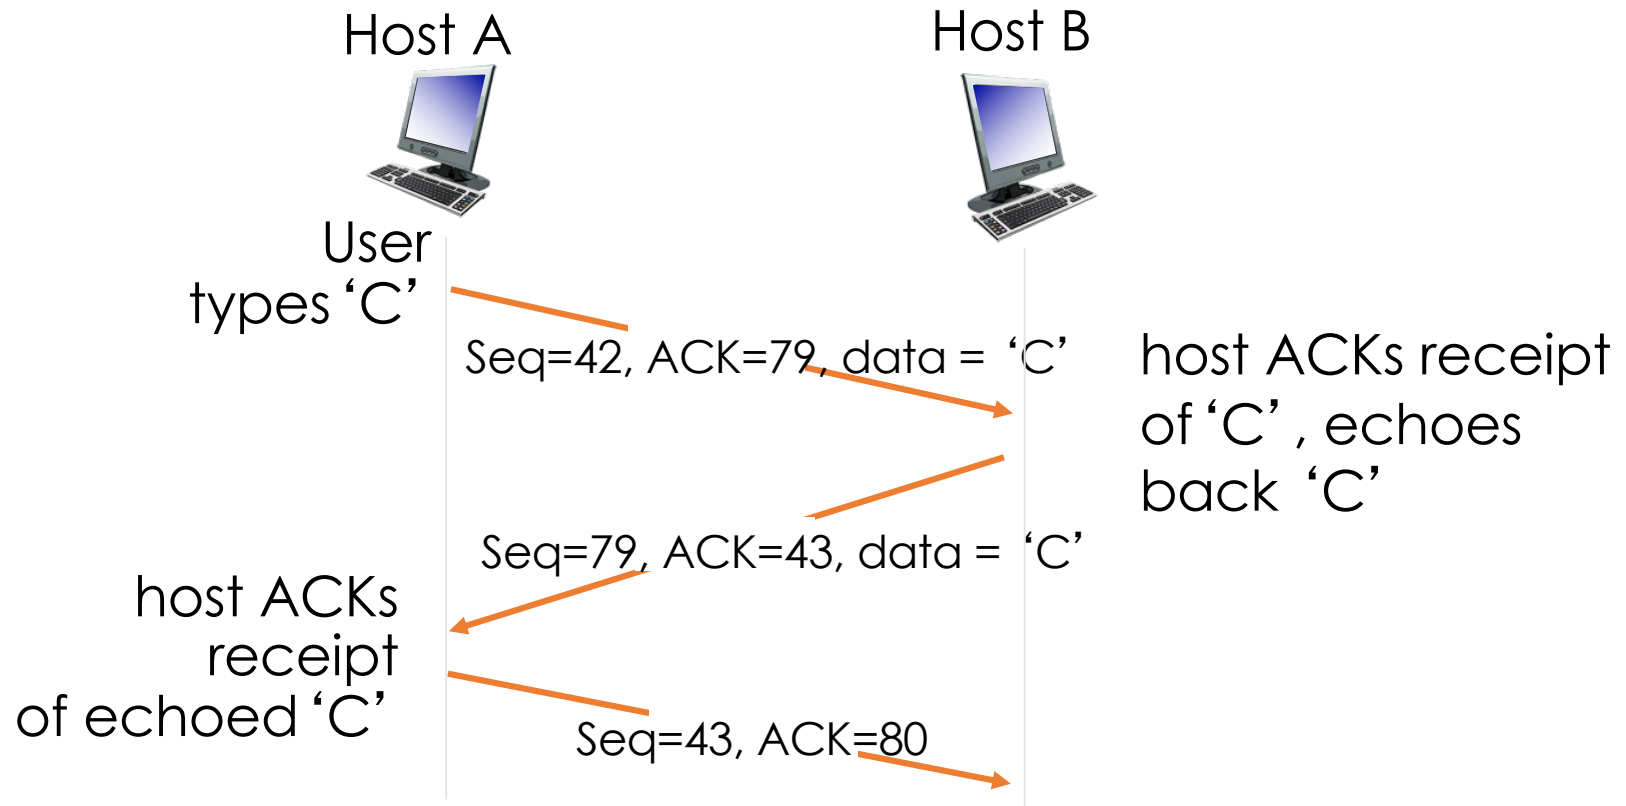 Host A
Host B
User
types ‘C’
Seq=42, ACK=79, data = ‘C’
host ACKs receipt
of ‘C’, echoes
back ‘C’
Seq=79, ACK=43, data = ‘C’
host ACKs
receipt
of echoed ‘C’
Seq=43, ACK=80